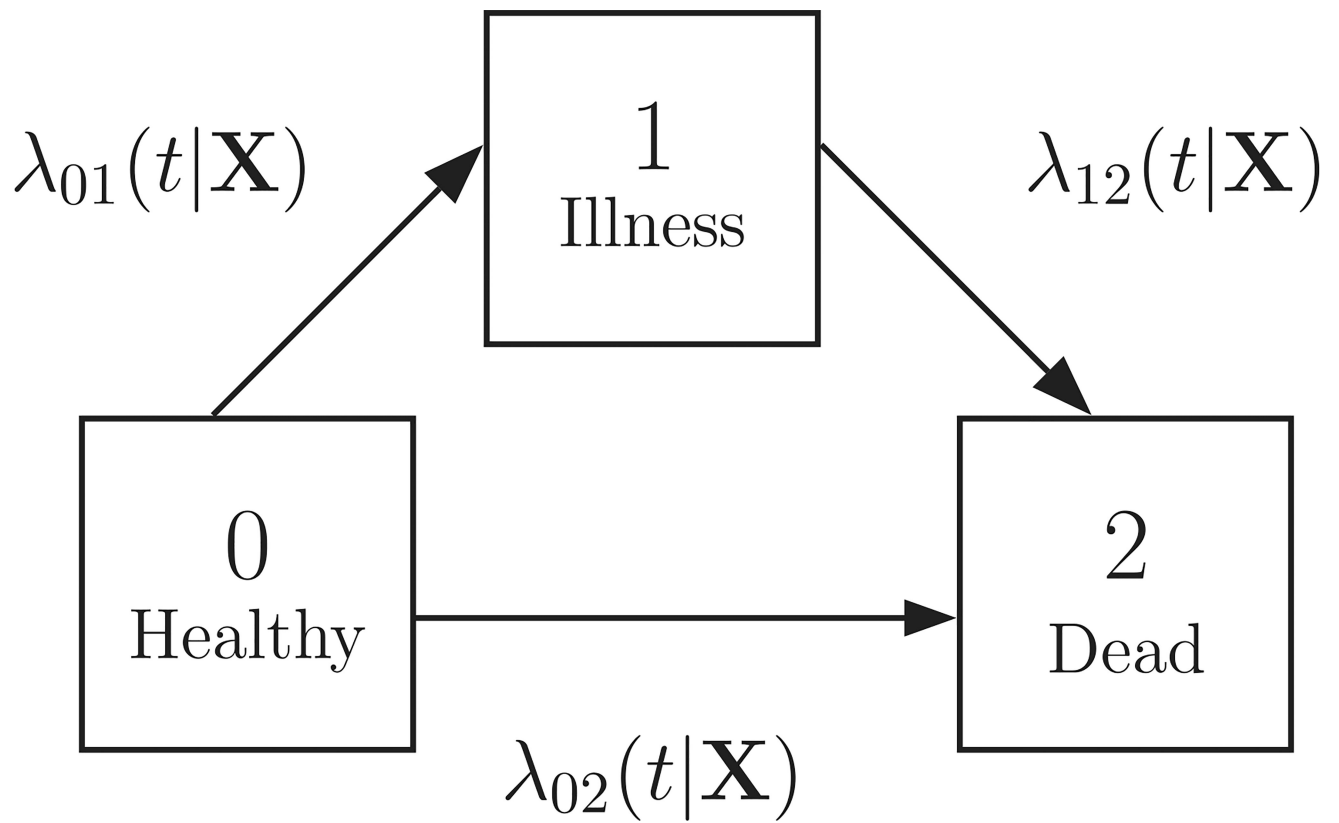 1
Illness
λ01(t|X)
λ12(t|X)
0
Healthy
2
Dead
λ02(t|X)